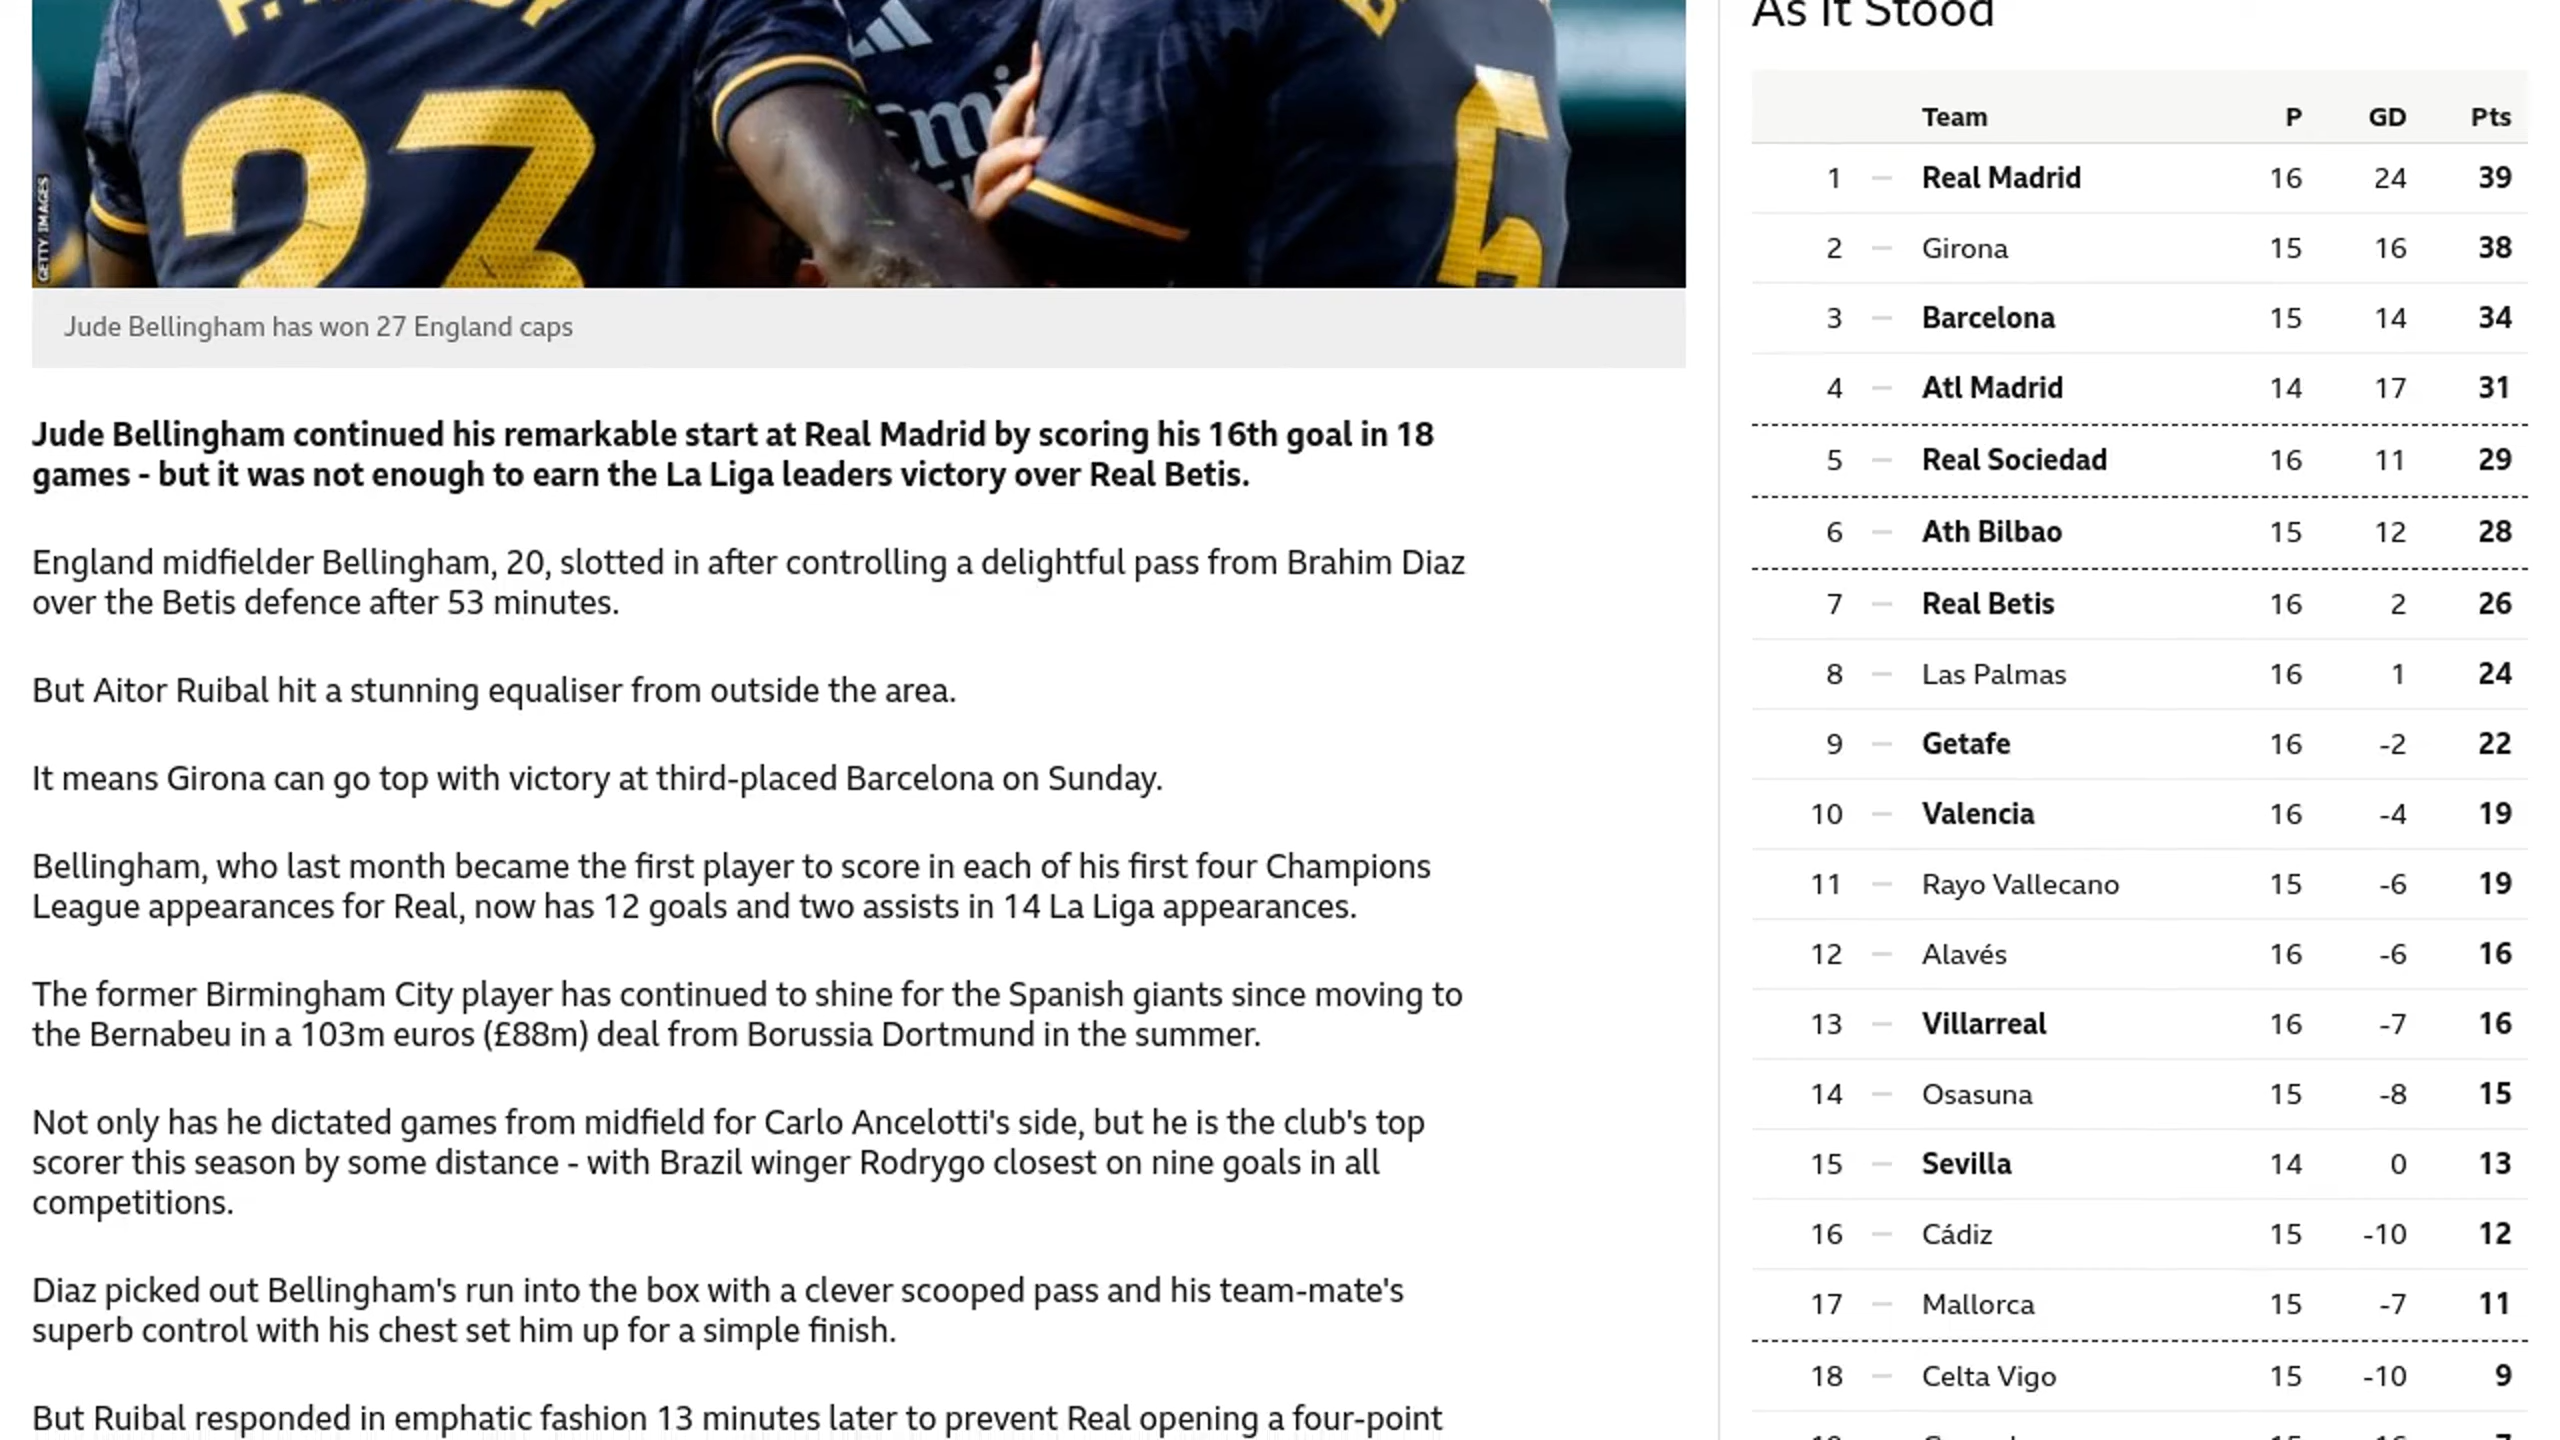 27
6
Emi
GETTY IMAGES
Jude Bellingham has won 27 England caps
Jude Bellingham continued his remarkable start at Real Madrid by scoring his 16th goal in 18
games - but it was not enough to earn the La Liga leaders victory over Real Betis.
England midfielder Bellingham, 20, slotted in after controlling a delightful pass from Brahim Diaz
over the Betis defence after 53 minutes.
But Aitor Ruibal hit a stunning equaliser from outside the area.
It means Girona can go top with victory at third-placed Barcelona on Sunday.
Bellingham, who last month became the first player to score in each of his first four Champions
League appearances for Real, now has 12 goals and two assists in 14 La Liga appearances.
The former Birmingham City player has continued to shine for the Spanish giants since moving to
the Bernabeu in a 103m euros (£88m) deal from Borussia Dortmund in the summer.
Not only has he dictated games from midfield for Carlo Ancelotti's side, but he is the club's top
scorer this season by some distance - with Brazil winger Rodrygo closest on nine goals in all
competitions.
Diaz picked out Bellingham's run into the box with a clever scooped pass and his team-mate's
superb control with his chest set him up for a simple finish.
But Ruibal responded in emphatic fashion 13 minutes later to prevent Real opening a four-point
As It Stood
Team P GD Pts
1 – Real Madrid 16 24 39
2 – Girona 15 16 38
3 – Barcelona 15 14 34
4 – Atl Madrid 14 17 31
5 – Real Sociedad 16 11 29
6 – Ath Bilbao 15 12 28
7 – Real Betis 16 2 26
8 – Las Palmas 16 1 24
9 – Getafe 16 -2 22
10 – Valencia 16 -4 19
11 – Rayo Vallecano 15 -6 19
12 – Alavés 16 -6 16
13 – Villarreal 16 -7 16
14 – Osasuna 15 -8 15
15 – Sevilla 14 0 13
16 – Cádiz 15 -10 12
17 – Mallorca 15 -7 11
18 – Celta Vigo 15 -10 9